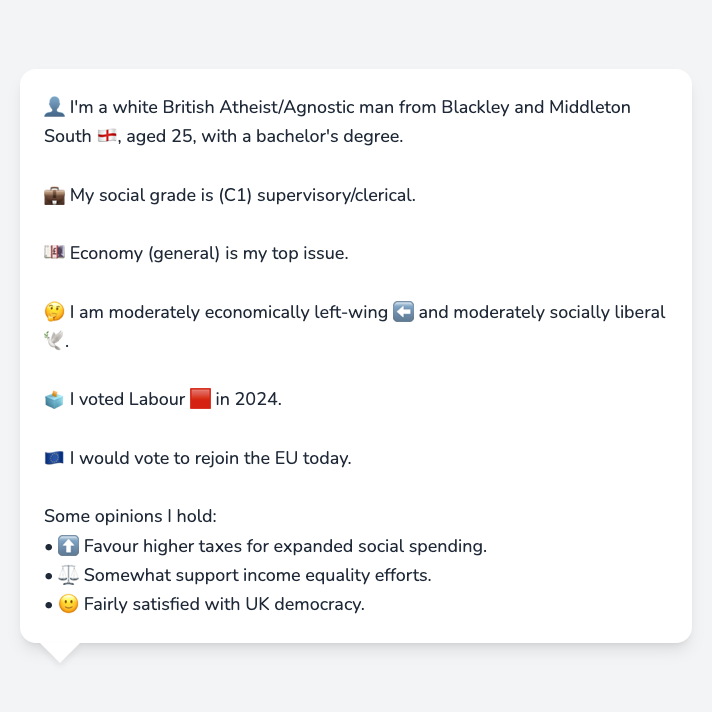 👤 I'm a white British Atheist/Agnostic man from Blackley and Middleton
South 🏴󠁧󠁢󠁥󠁮󠁧󠁿, aged 25, with a bachelor's degree.
💼 My social grade is (C1) supervisory/clerical.
💷 Economy (general) is my top issue.
🤔 I am moderately economically left-wing ⬅️ and moderately socially liberal
🕊️.
🗳️ I voted Labour 🟥 in 2024.
🇪🇺 I would vote to rejoin the EU today.
Some opinions I hold:
• ⬆️ Favour higher taxes for expanded social spending.
• ⚖️ Somewhat support income equality efforts.
• 🙂 Fairly satisfied with UK democracy.